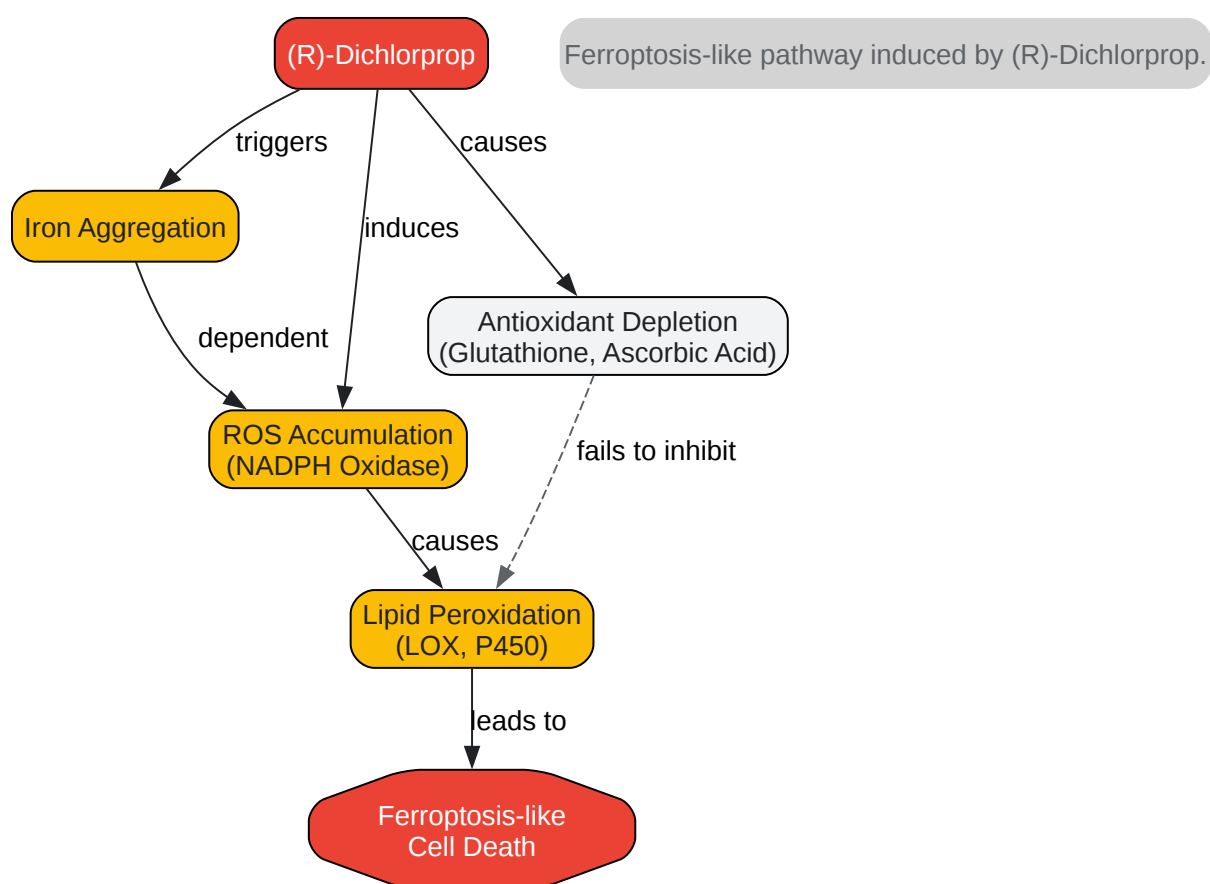 (R)-Dichlorprop
Ferroptosis-like pathway induced by (R)-Dichlorprop.
triggers
causes
Iron Aggregation
induces
dependent
Antioxidant Depletion
(Glutathione, Ascorbic Acid)
ROS Accumulation
(NADPH Oxidase)
fails to inhibit
causes
Lipid Peroxidation
(LOX, P450)
leads to
Ferroptosis-like
Cell Death